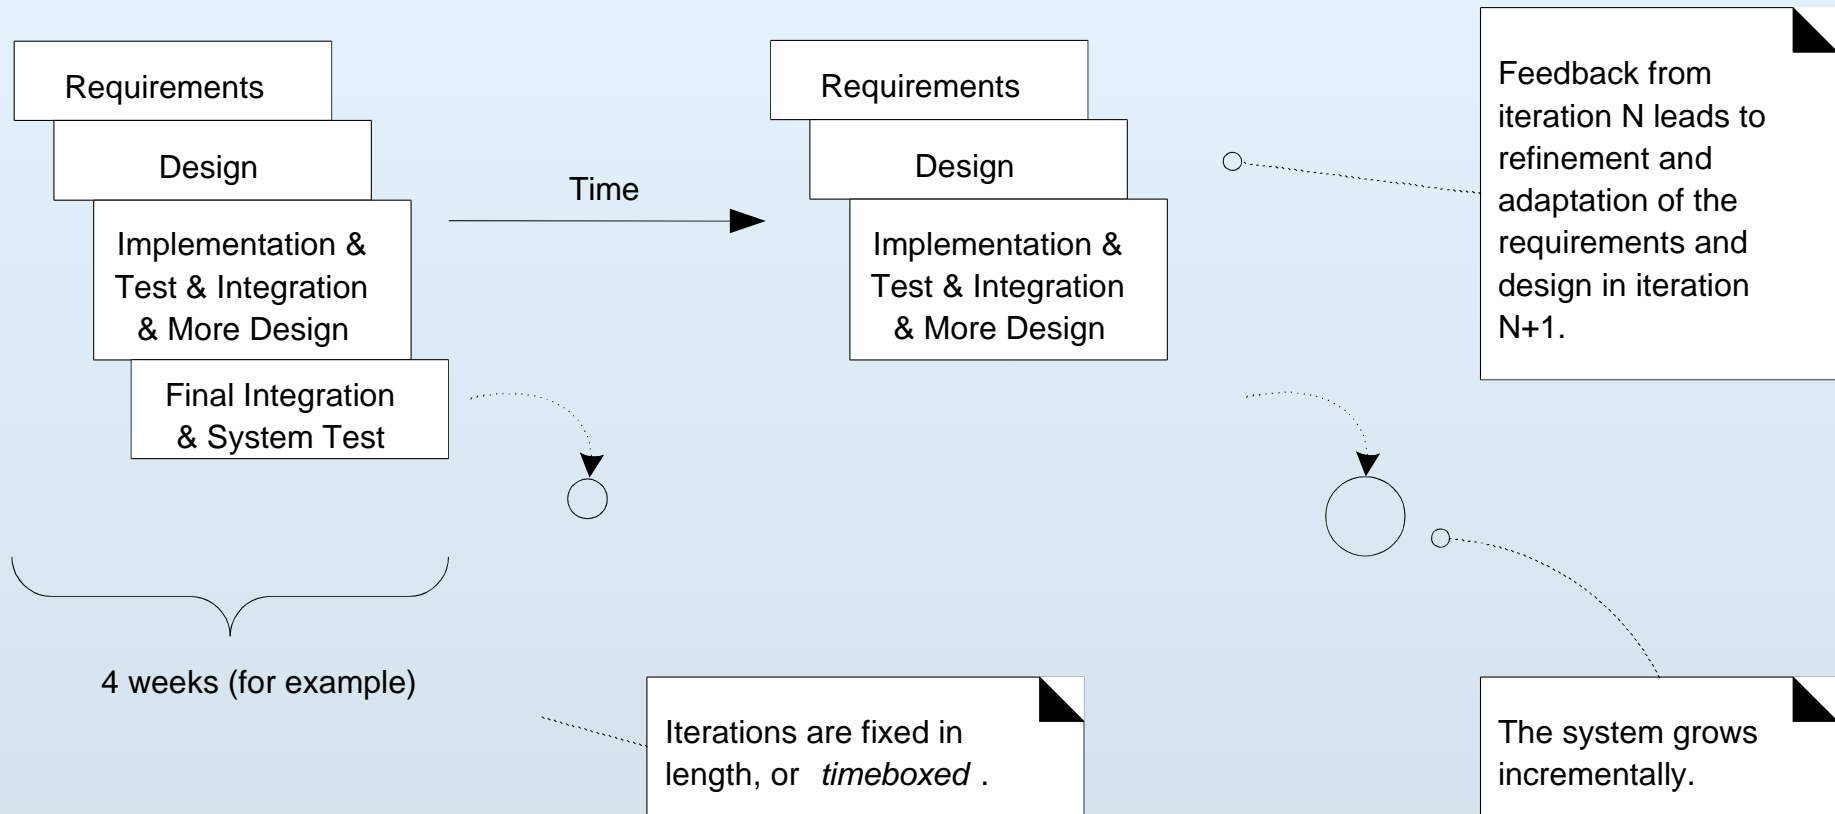 Requirements
Design
Implementation &
Test & Integration
& More Design
Final Integration
& System Test
4 weeks (for example)
Time
Requirements
Design
Implementation &
Test & Integration
& More Design
Feedback from
iteration N leads to
refinement and
adaptation of the
requirements and
design in iteration
N+1.
Iterations are fixed in
length, or timeboxed .
The system grows
incrementally.